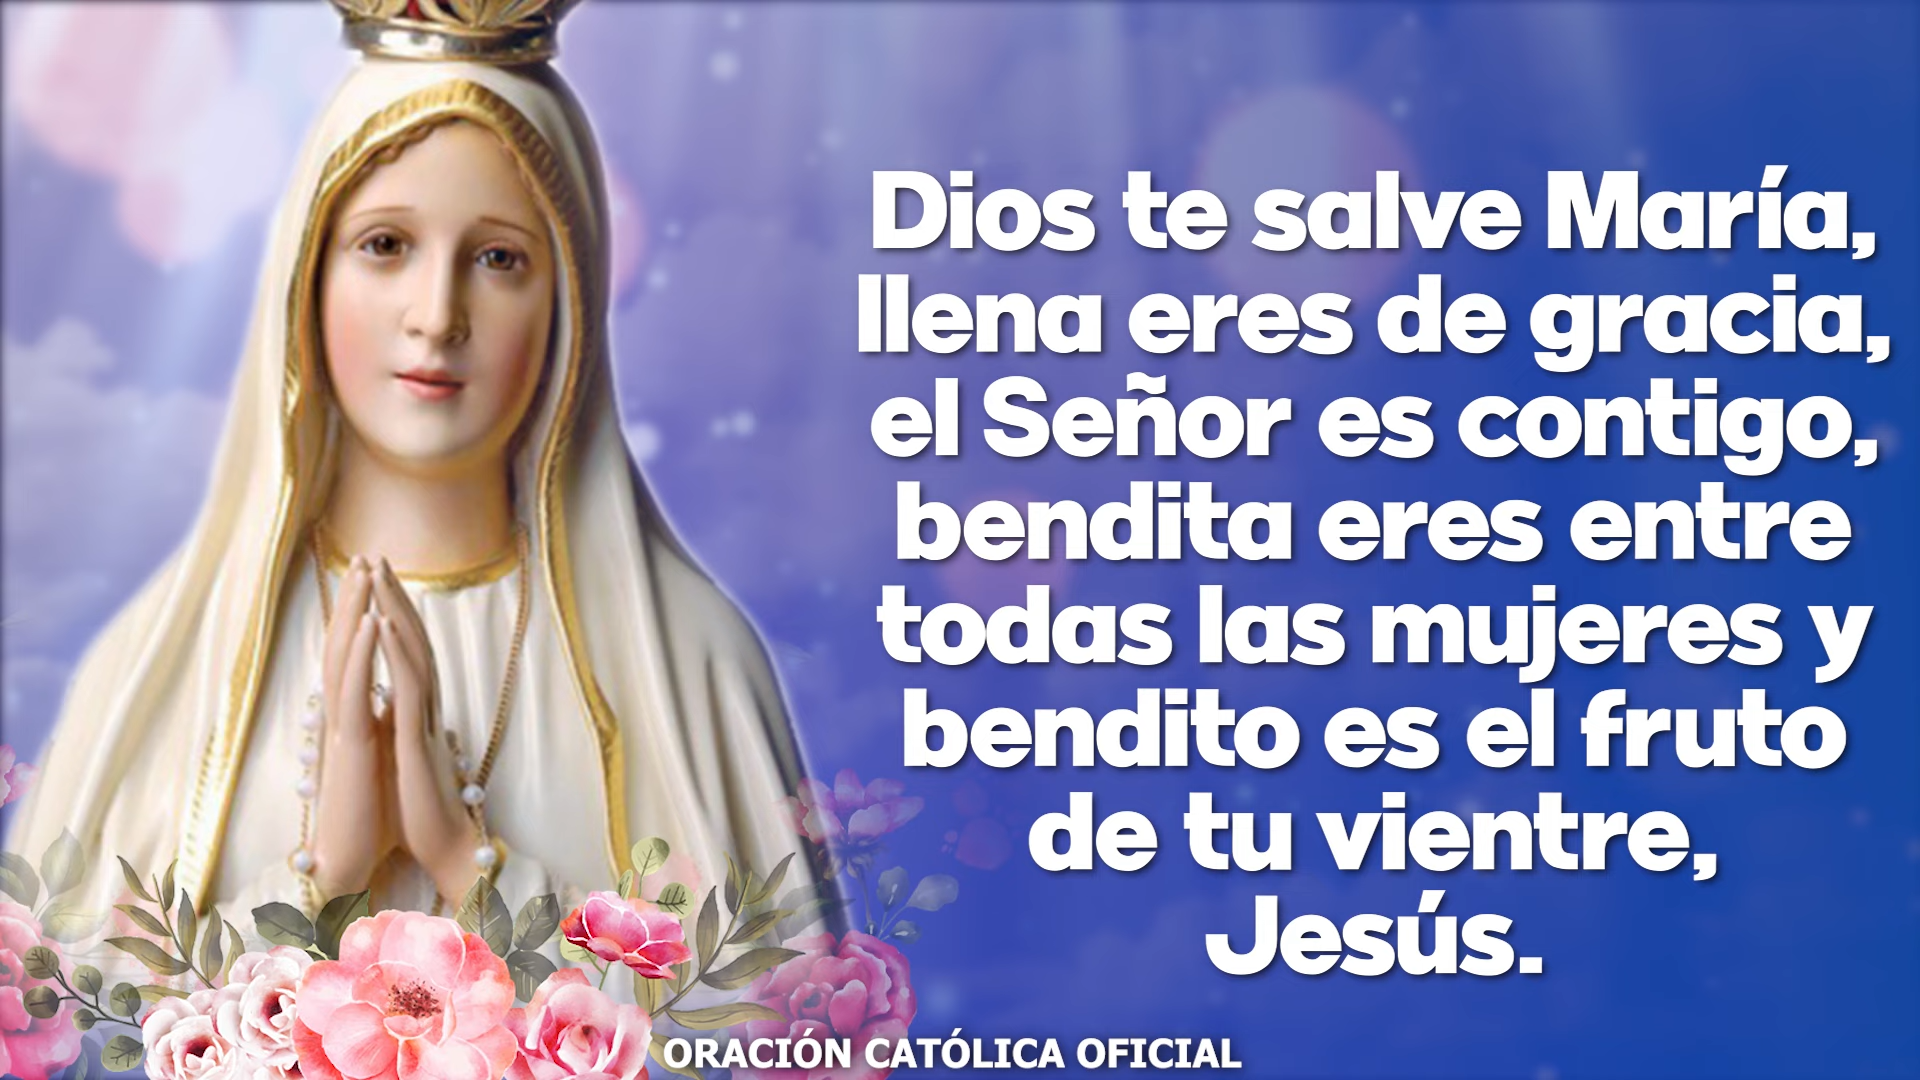 Dios te salve María,
llena eres de gracia,
el Señor es contigo,
bendita eres entre
todas las mujeres y
bendito es el fruto
de tu vientre,
Jesús.
ORACIÓN CATÓLICA OFICIAL